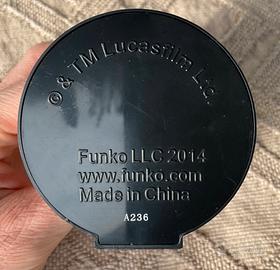 © & TM Lucasfilm Ltd.
Funko LLC 2014
www.funko.com
Made in China
A236